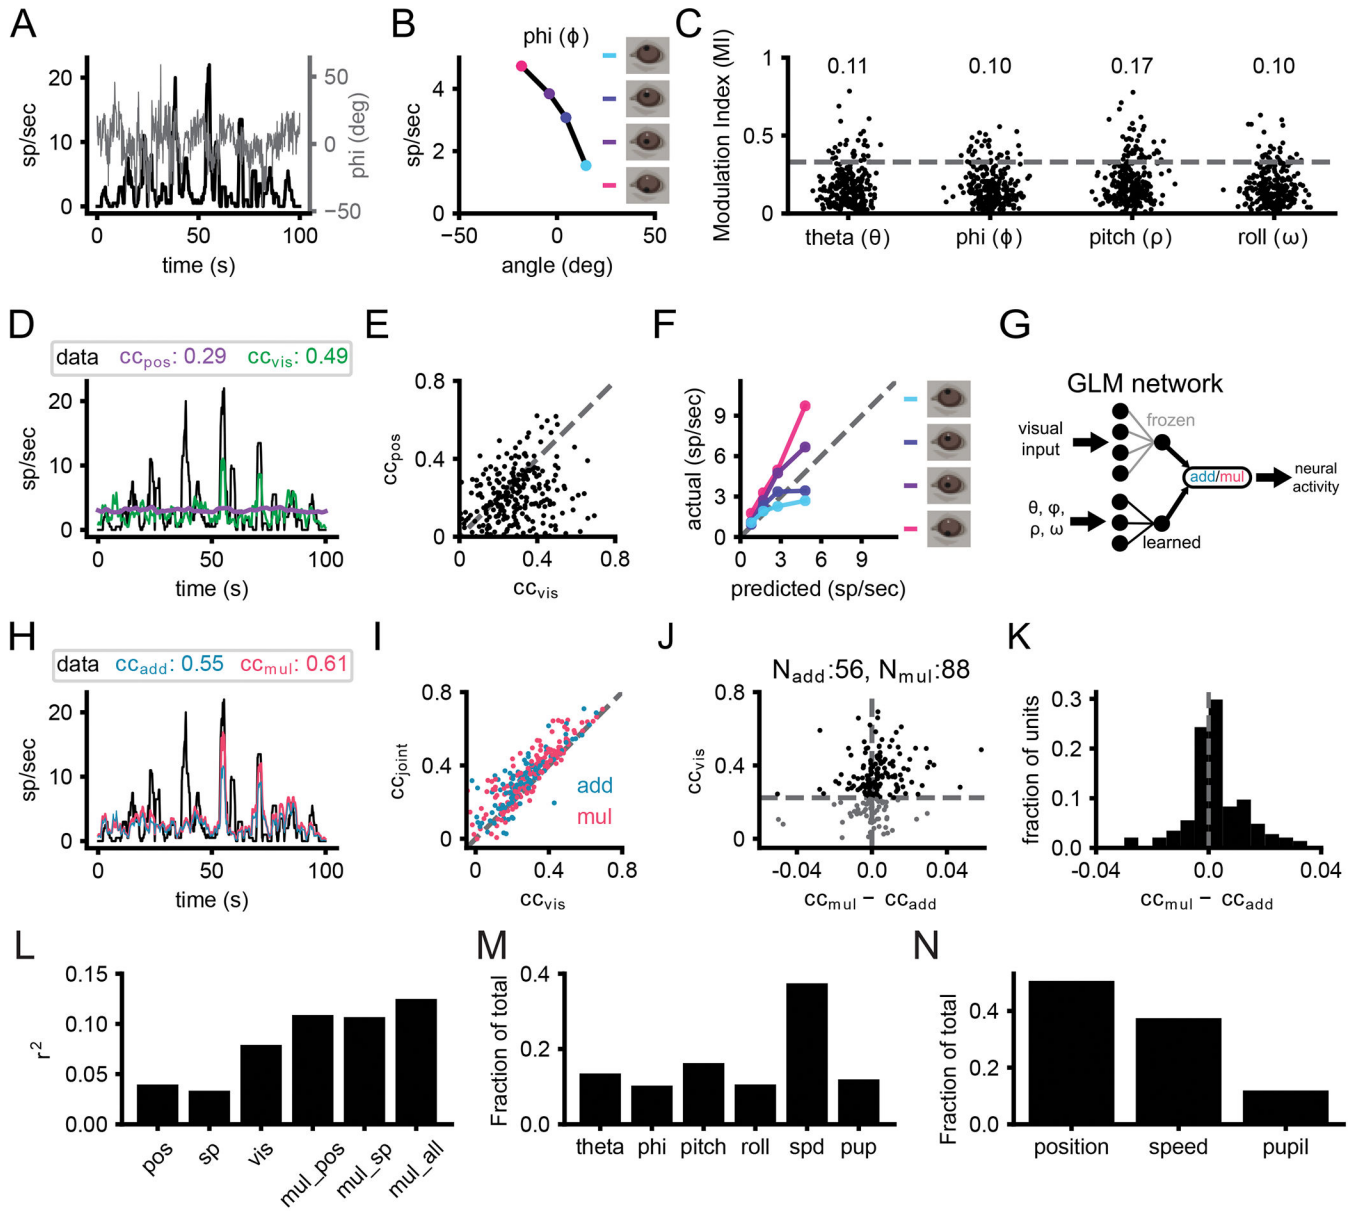 A
20
10
0
sp/sec
50
0
−50
phi (deg)
0 50 100
time (s)
B
phi (ϕ)
4
2
0
sp/sec
−50 0 50
angle (deg)
C
Modulation Index (MI)
1
0.5
0
0.11 0.10 0.17 0.10
theta (θ) phi (ϕ) pitch (ρ) roll (ω)
D
data ccpos: 0.29 ccvis: 0.49
20
10
0
sp/sec
0 50 100
time (s)
E
0.8
0.4
0
ccpos
0 0.4 0.8
ccvis
F
9
6
3
0
actual (sp/sec)
0 3 6 9
predicted (sp/sec)
G
GLM network
visual input
frozen
add/mul
neural activity
θ, φ,
ρ, ω
learned
H
data ccadd: 0.55 ccmul: 0.61
20
10
0
sp/sec
0 50 100
time (s)
I
0.8
0.4
0
ccjoint
add
mul
0 0.4 0.8
ccvis
J
Nadd:56, Nmul:88
0.8
0.4
0
ccvis
-0.04 0.0 0.04
ccmul − ccadd
K
0.3
0.1
0.0
fraction of units
-0.04 0.0 0.04
ccmul − ccadd
L
0.15
0.10
0.05
0.00
r2
pos sp vis mul_pos mul_sp mul_all
M
0.4
0.2
0.0
Fraction of total
theta phi pitch roll spd pup
N
0.4
0.2
0.0
Fraction of total
position speed pupil